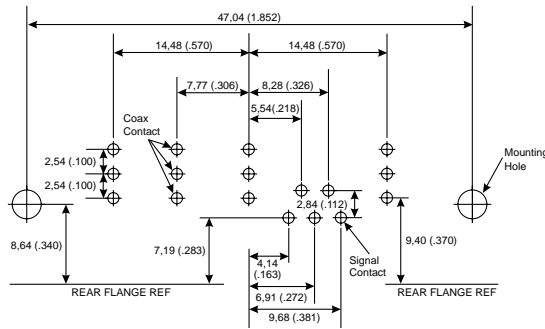 47,04 (1.852)
14,48 (.570)
14,48 (.570)
7,77 (.306)
8,28 (.326)
5,54(.218)
Coax
Contact
Mounting
Hole
2,54 (.100)
2,54 (.100)
2,84 (.112)
8,64 (.340)
7,19 (.283)
9,40 (.370)
4,14
(.163)
Signal
Contact
6,91 (.272)
REAR FLANGE REF
REAR FLANGE REF
9,68 (.381)